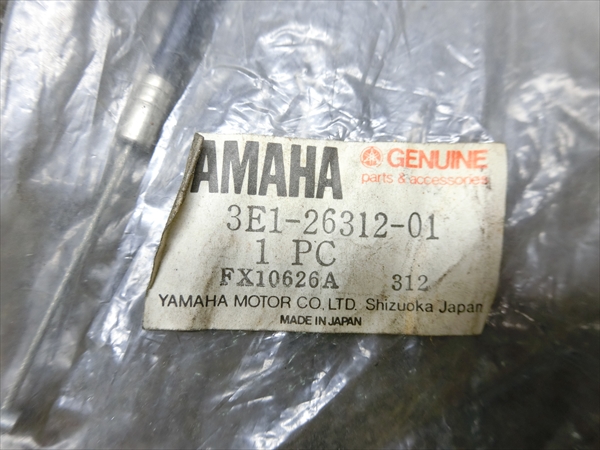 YAMAHA GENUINE
parts & accessories
3E1-26312-01
1 PC
FX10626A 312
YAMAHA MOTOR CO., LTD. Shizuoka Japan
MADE IN JAPAN